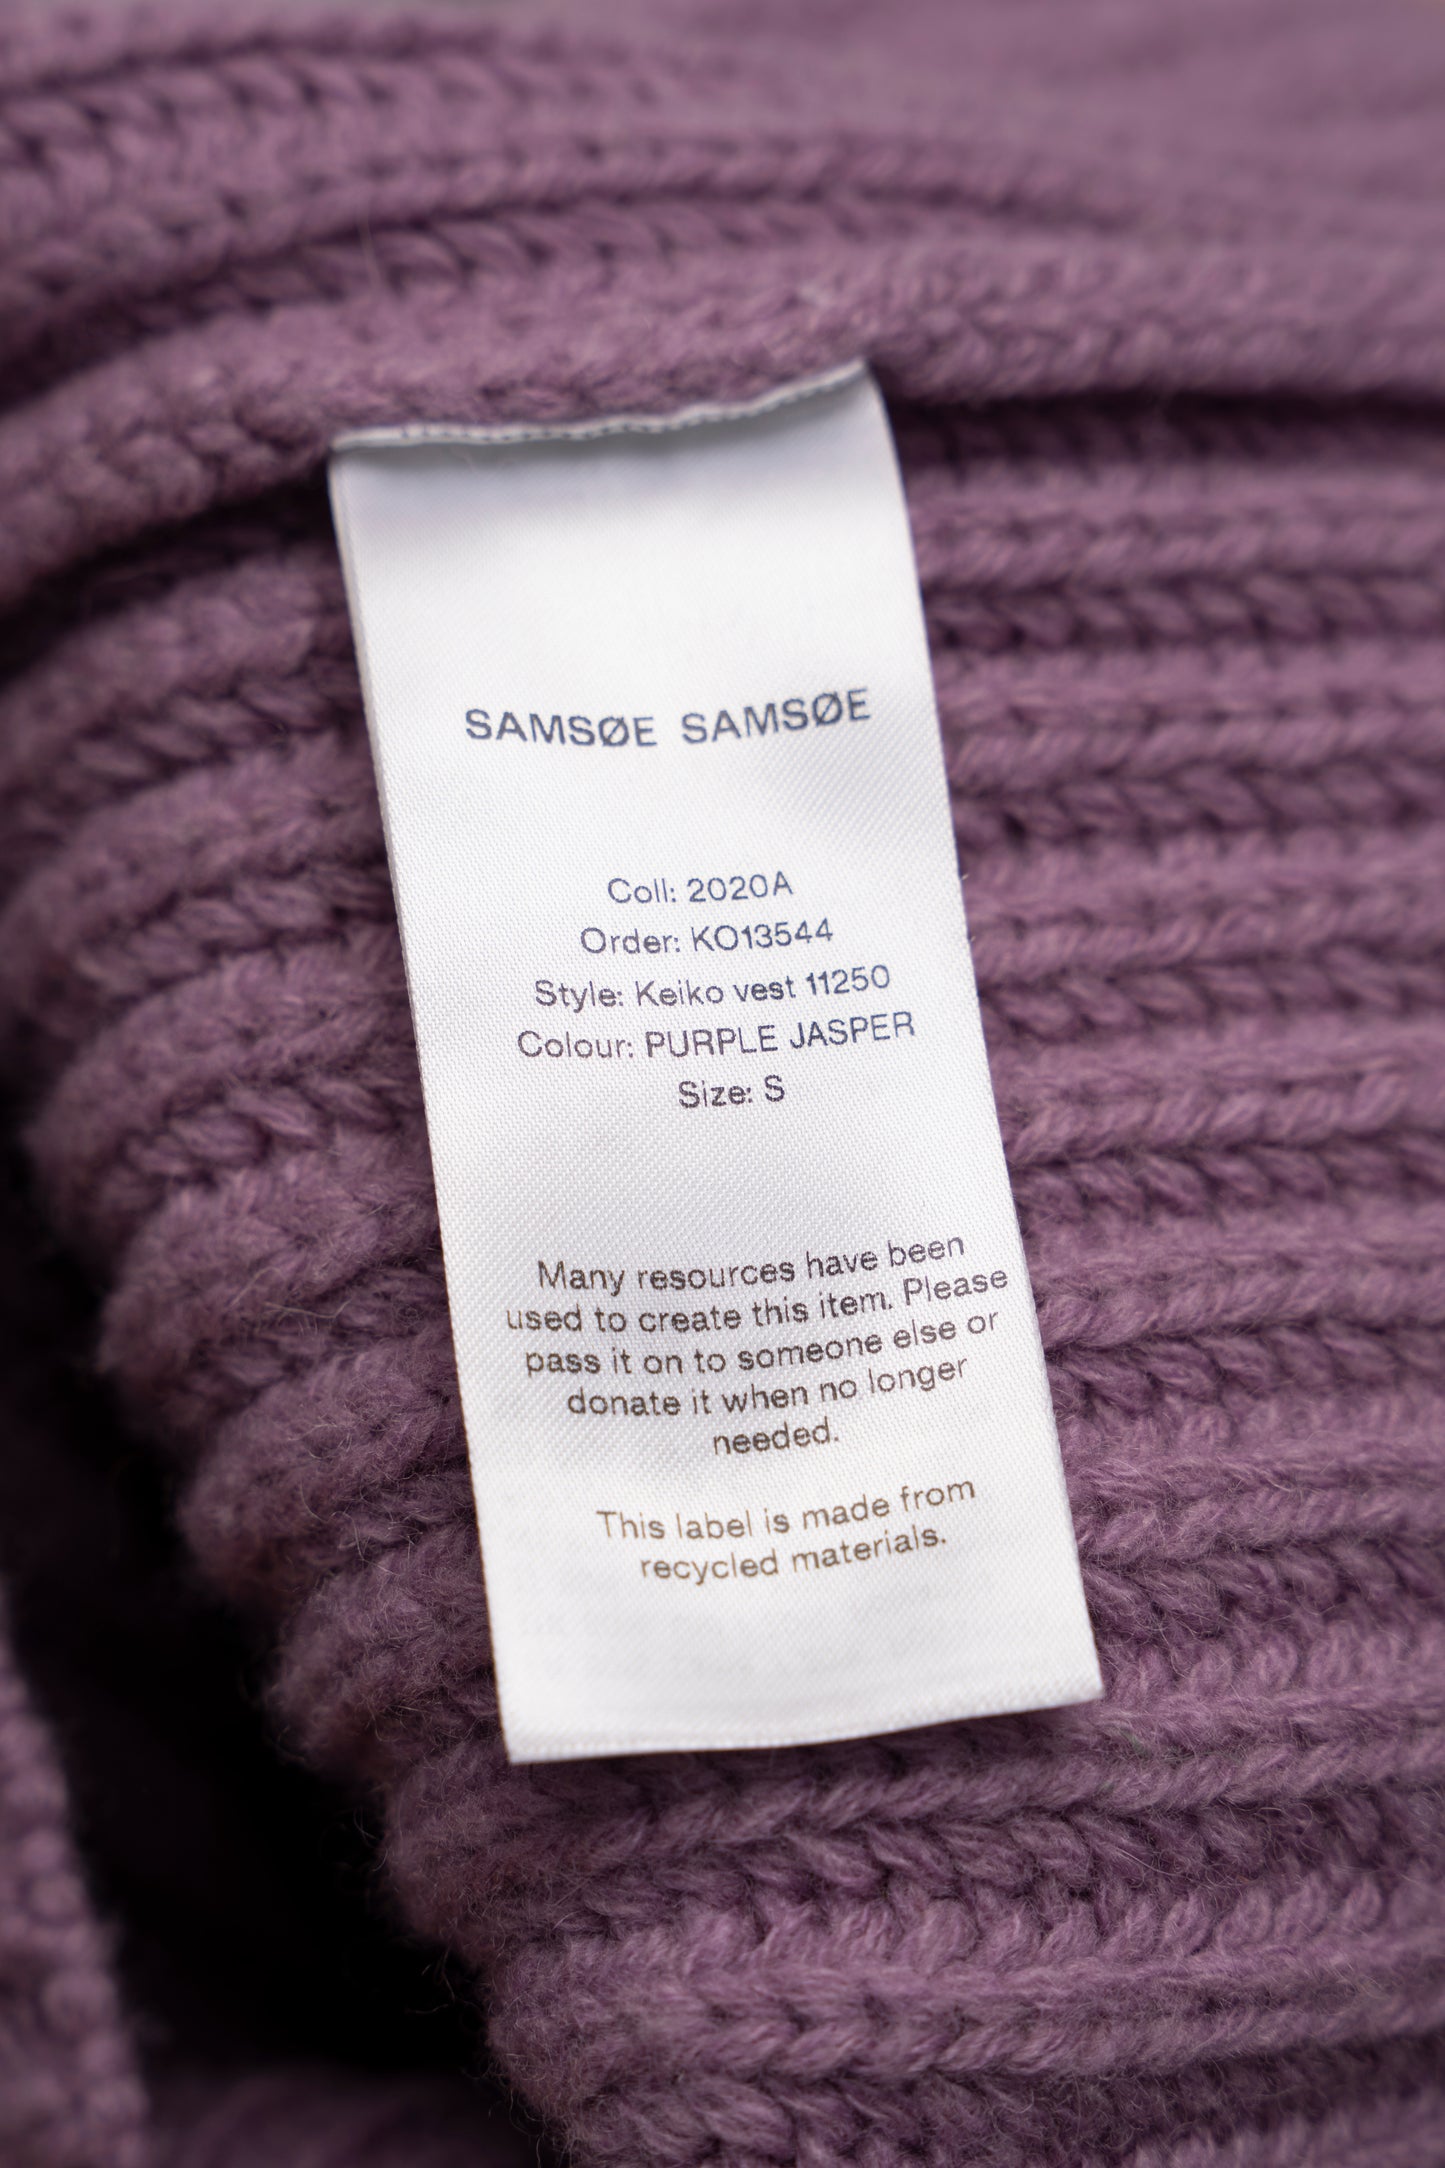 SAMSØE SAMSØE
Coll: 2020A
Order: KO13544
Style: Keiko vest 11250
Colour: PURPLE JASPER
Size: S
Many resources have been
used to create this item. Please
pass it on to someone else or
donate it when no longer
needed.
This label is made from
recycled materials.